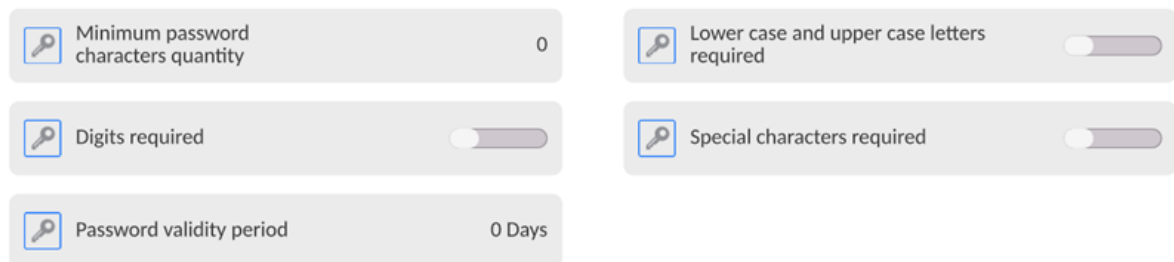 Minimum password
characters quantity
0
Lower case and upper case letters
required
Digits required
Special characters required
Password validity period
0 Days